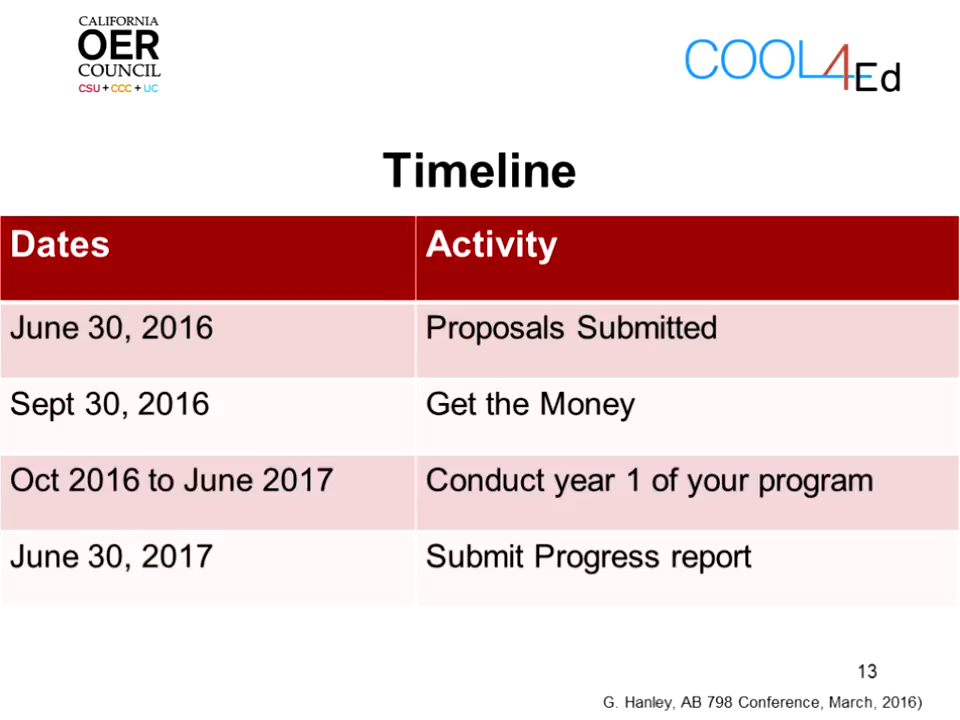 CALIFORNIA
OER
COUNCIL
CSU + CCC + UC
COOL4Ed
Timeline
Dates Activity
June 30, 2016 Proposals Submitted
Sept 30, 2016 Get the Money
Oct 2016 to June 2017 Conduct year 1 of your program
June 30, 2017 Submit Progress report
13
G. Hanley, AB 798 Conference, March, 2016)